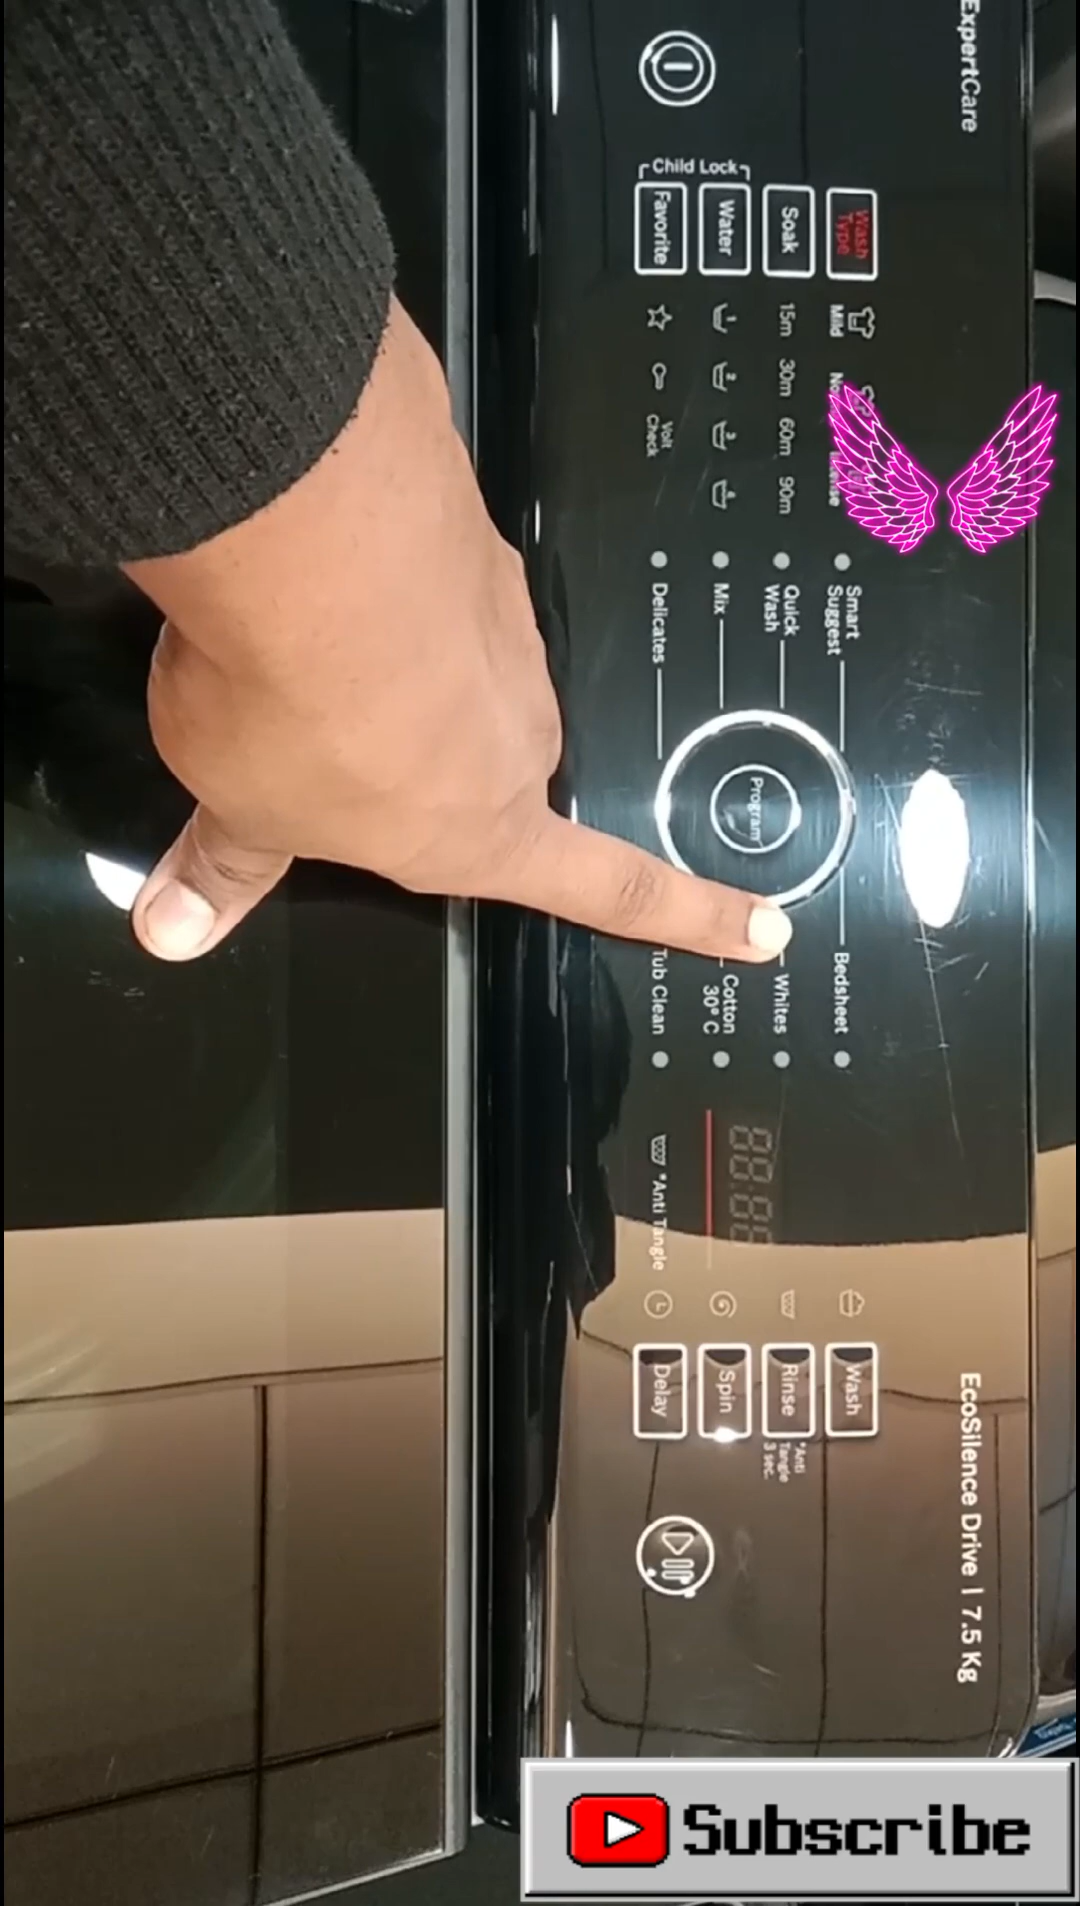 ExpertCare
Child Lock
Wash
Type
Soak
Water
Favorite
Mild
15m 30m 60m 90m
Volt
Check
Smart
Suggest
Quick
Wash
Mix
Delicates
Program
Bedsheet
Whites
Cotton
30° C
Tub Clean
*Anti Tangle
Wash
Rinse
*Anti
Tangle
3 sec.
Spin
Delay
EcoSilence Drive | 7.5 Kg
Subscribe